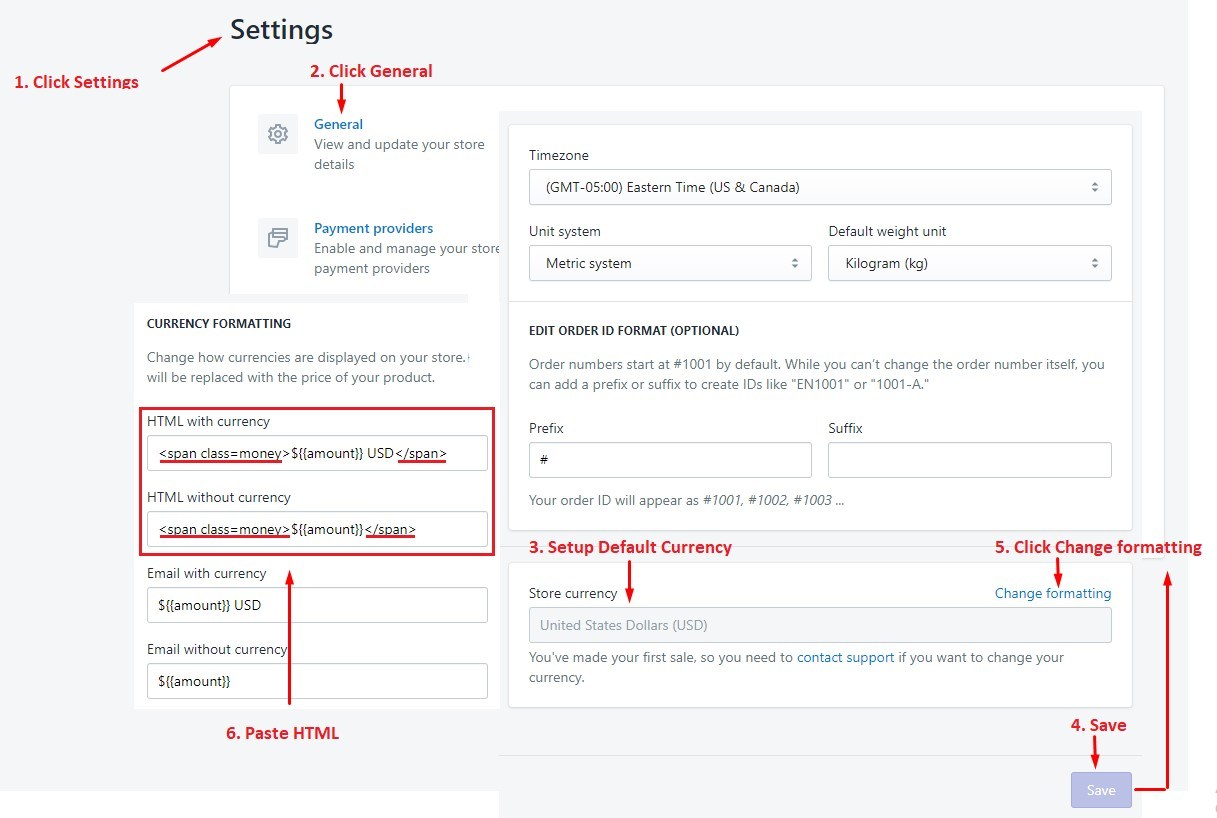 Settings
1. Click Settings
2. Click General
General
View and update your store
details
Payment providers
Enable and manage your store
payment providers
Timezone
(GMT-05:00) Eastern Time (US & Canada)
Unit system
Default weight unit
Metric system
Kilogram (kg)
EDIT ORDER ID FORMAT (OPTIONAL)
Order numbers start at #1001 by default. While you can't change the order number itself, you
can add a prefix or suffix to create IDs like "EN1001" or "1001-A."
Prefix
Suffix
#
Your order ID will appear as #1001, #1002, #1003 ...
CURRENCY FORMATTING
Change how currencies are displayed on your store.
will be replaced with the price of your product.
HTML with currency
<span class=money>${{amount}} USD</span>
HTML without currency
<span class=money>${{amount}}</span>
Email with currency
${{amount}} USD
Email without currency
${{amount}}
6. Paste HTML
3. Setup Default Currency
5. Click Change formatting
Store currency
Change formatting
United States Dollars (USD)
You've made your first sale, so you need to contact support if you want to change your
currency.
4. Save
Save